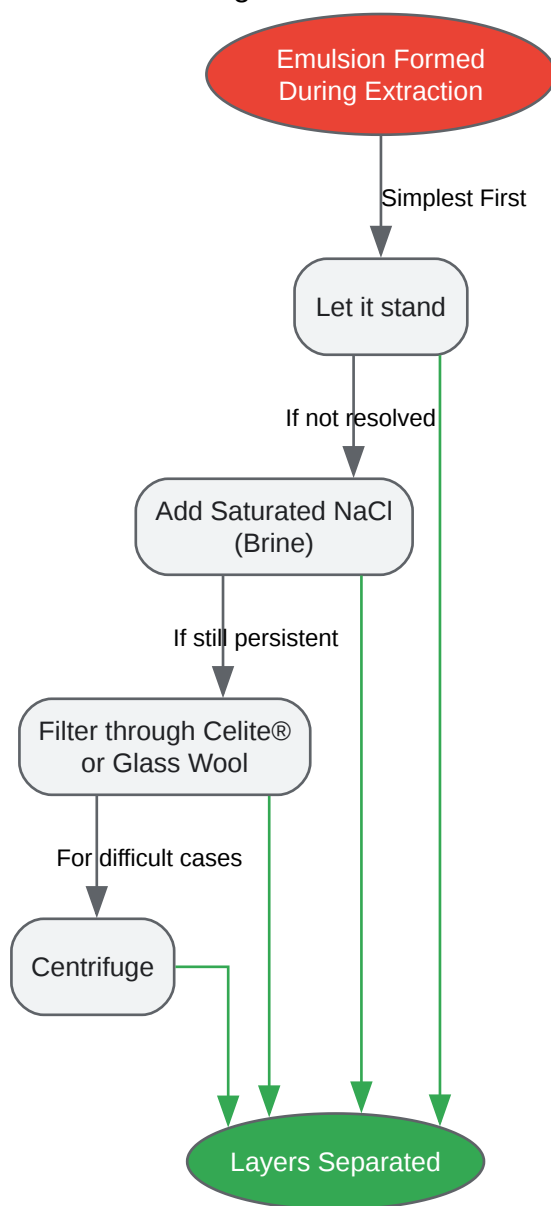 Emulsion Formed
During Extraction
Simplest First
Let it stand
If not resolved
Add Saturated NaCl
(Brine)
If still persistent
Filter through Celite®
or Glass Wool
For difficult cases
Centrifuge
Layers Separated